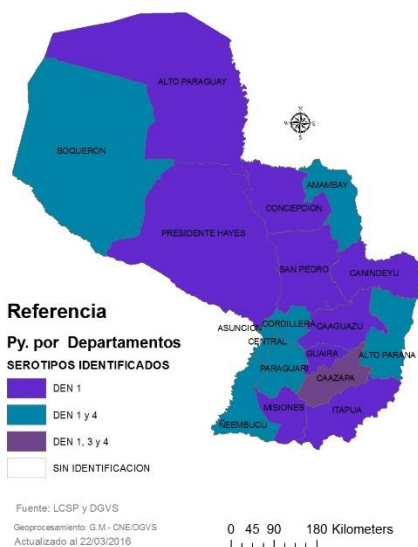 ALTO PARAGUAY
BOQUERON
AMAMBAY
CONCEPCION
PRESIDENTE HAYES
SAN PEDRO
CANINDEYU
Referencia
ASUNCION
CORDILLERA
CAAGUAZU
CENTRAL
Py. por Departamentos
GUAIRA
ALTO PARANA
SEROTIPOS IDENTIFICADOS
PARAGUARI
CAAZAPA
DEN 1
MISIONES
ITAPUA
DEN 1 y 4
ÑEEMBUCU
DEN 1, 3 y 4
SIN IDENTIFICACION
Fuente: LCSP y DGVS
Geoprocesamiento: G.M.- CNE/DGVS
Actualizado al 22/03/2016
0 45 90 180 Kilometers